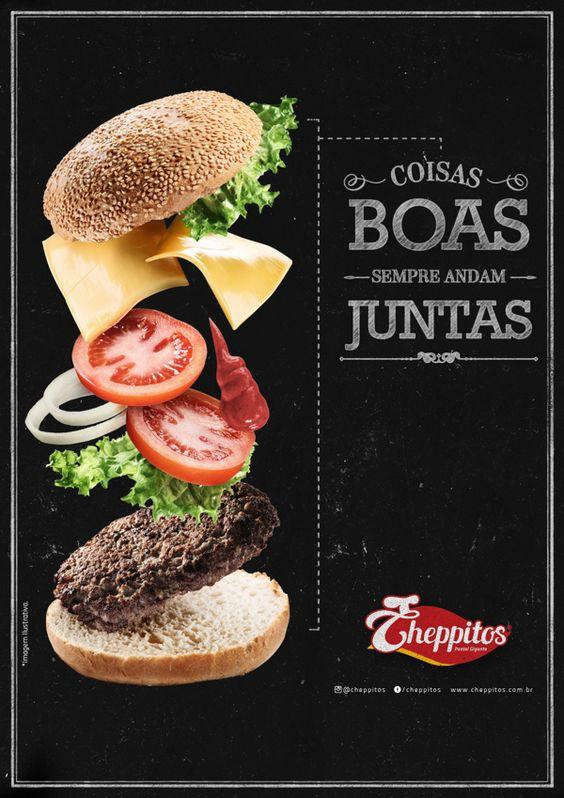 COISAS
BOAS
SEMPRE ANDAM
JUNTAS
Cheppitos
Pastel Gigante
@cheppitos f/cheppitos www.cheppitos.com.br
*Imagem ilustrativa.